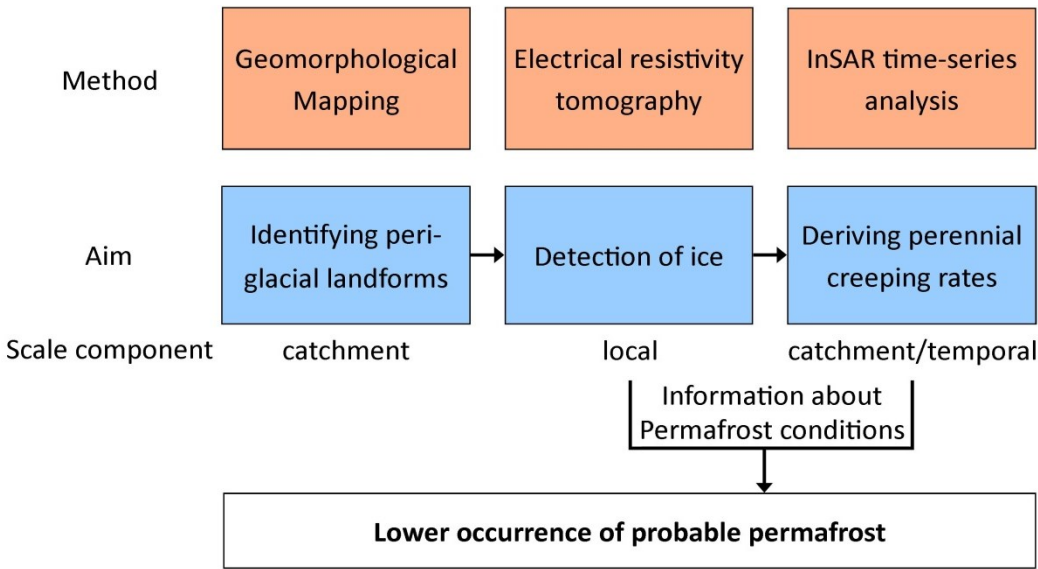 Method
Geomorphological
Mapping
Electrical resistivity
tomography
InSAR time-series
analysis
Aim
Identifying peri-
glacial landforms
Detection of ice
Deriving perennial
creeping rates
Scale component
catchment
local
catchment/temporal
Information about
Permafrost conditions
Lower occurrence of probable permafrost